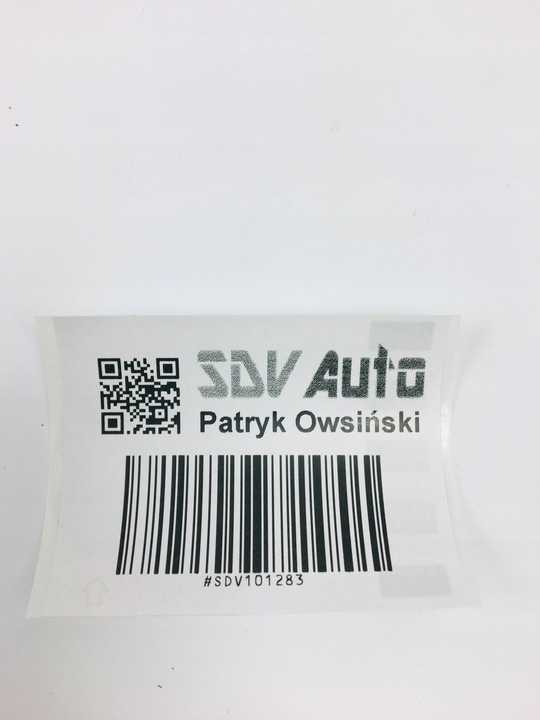 SDV Auto
Patryk Owsiński
#SDV101283